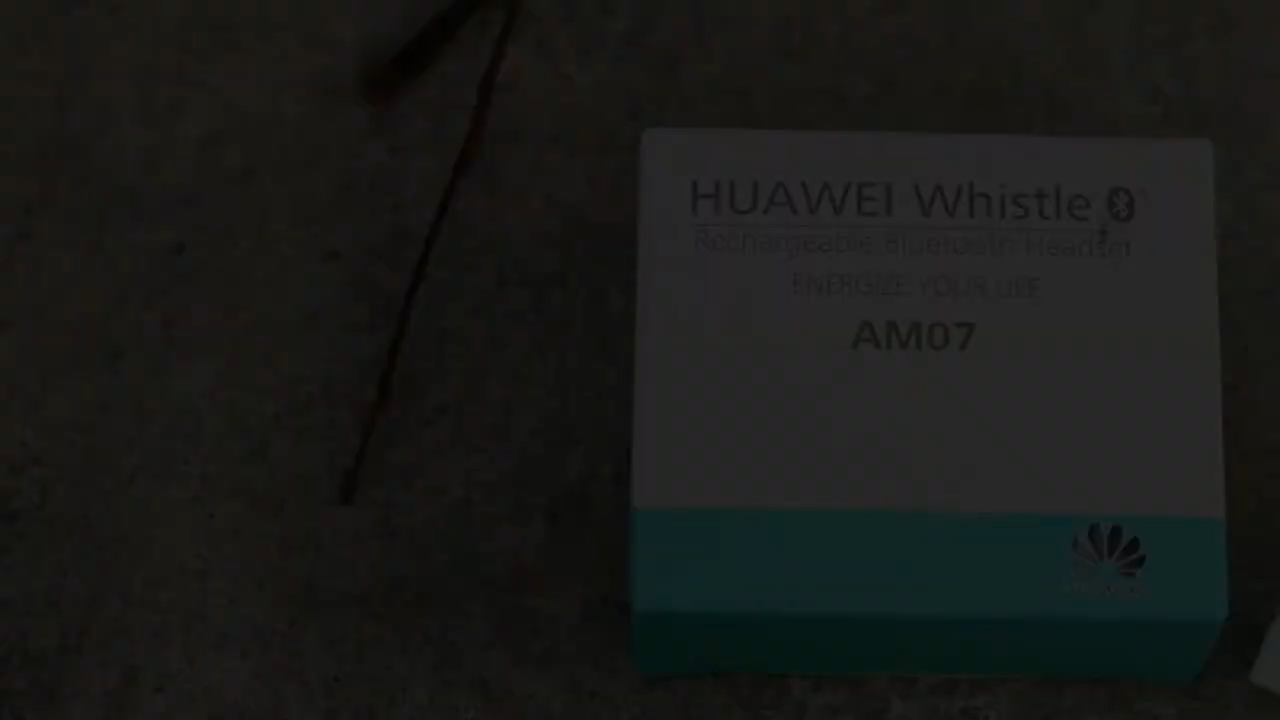 HUAWEI Whistle
Rechargeable Bluetooth Headset
ENERGIZE YOUR LIFE
AM07